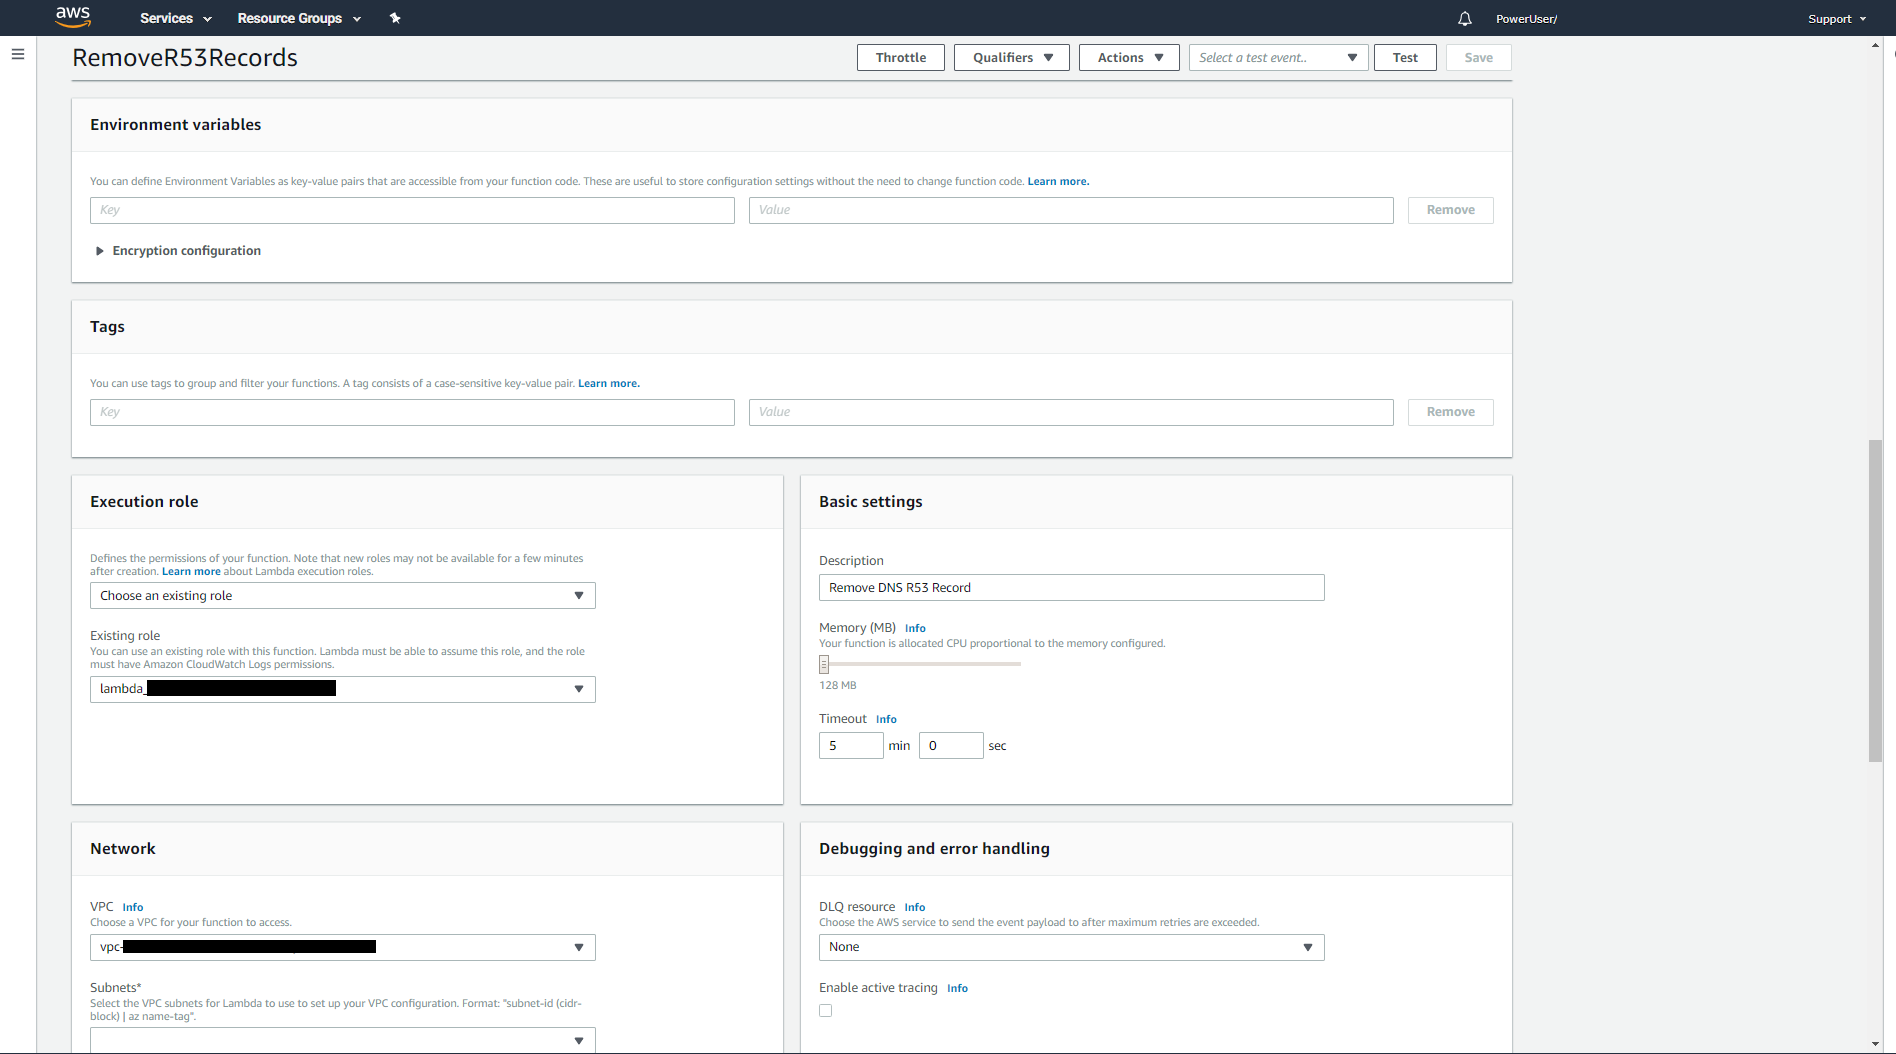 aws Services Resource Groups PowerUser/ Support
RemoveR53Records Throttle Qualifiers Actions Select a test event.. Test Save
Environment variables
You can define Environment Variables as key-value pairs that are accessible from your function code. These are useful to store configuration settings without the need to change function code. Learn more.
Key Value Remove
Encryption configuration
Tags
You can use tags to group and filter your functions. A tag consists of a case-sensitive key-value pair. Learn more.
Key Value Remove
Execution role
Defines the permissions of your function. Note that new roles may not be available for a few minutes
after creation. Learn more about Lambda execution roles.
Choose an existing role
Existing role
You can use an existing role with this function. Lambda must be able to assume this role, and the role
must have Amazon CloudWatch Logs permissions.
lambda_
Basic settings
Description
Remove DNS R53 Record
Memory (MB) Info
Your function is allocated CPU proportional to the memory configured.
128 MB
Timeout Info
5 min 0 sec
Network
VPC Info
Choose a VPC for your function to access.
vpc-
Subnets*
Select the VPC subnets for Lambda to use to set up your VPC configuration. Format: "subnet-id (cidr-
block) | az name-tag".
Debugging and error handling
DLQ resource Info
Choose the AWS service to send the event payload to after maximum retries are exceeded.
None
Enable active tracing Info